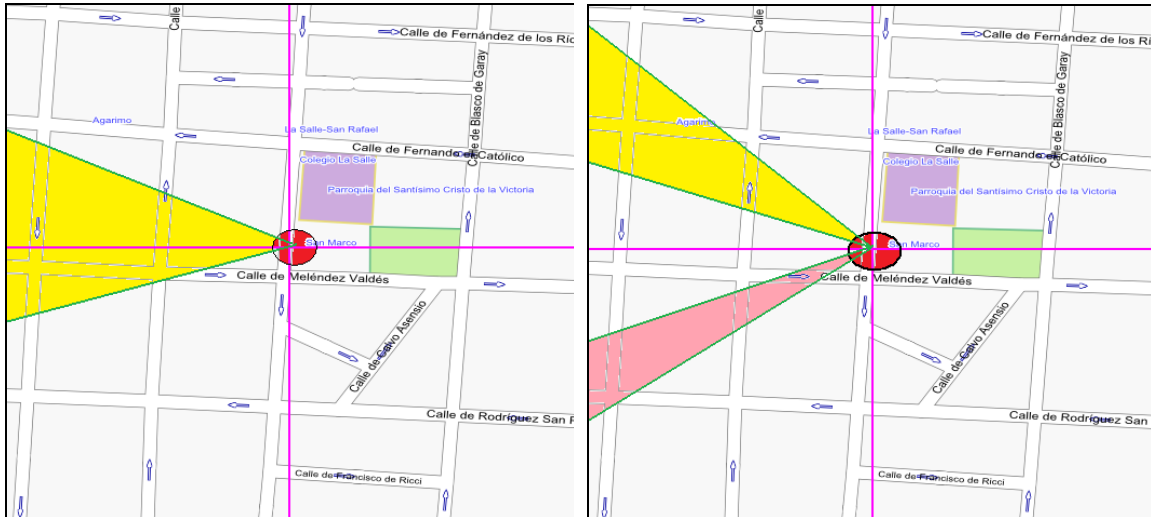 Calle
Calle de Fernández de los Ríc
Calle de Blasco de Garay
Agarimo
La Salle-San Rafael
Calle de Fernando el Católico
Colegio La Salle
Parroquia del Santísimo Cristo de la Victoria
San Marco
Calle de Meléndez Valdés
Calle de Calvo Asensio
Calle de Rodríguez San F
Calle de Francisco de Ricci
Calle
Calle de Fernández de los Rí
Calle de Blasco de Garay
Agarimo
La Salle-San Rafael
Calle de Fernando el Católico
Colegio La Salle
Parroquia del Santísimo Cristo de la Victoria
San Marco
Calle de Meléndez Valdés
Calle de Calvo Asensio
Calle de Rodríguez San
Calle de Francisco de Ricci